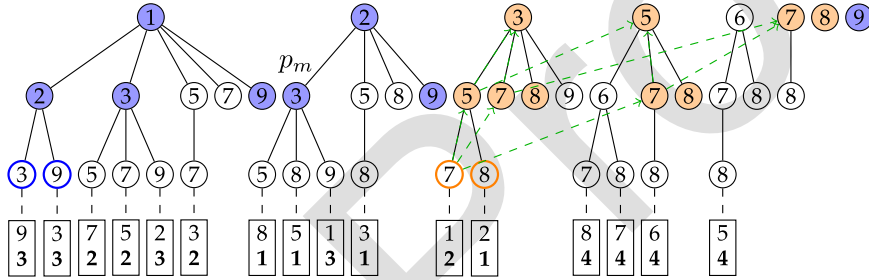 1 2 3 5 6 7 8 9
p_m
2 3 5 7 9 3 5 8 9 5 7 8 9 6 7 8 7 8 8
3 9 5 7 9 7 5 8 9 8 7 8 7 8 8 8
9 3 7 5 2 3 8 5 1 3 1 2 8 7 6 5
3 3 2 2 3 2 1 1 3 1 2 1 4 4 4 4
Pro